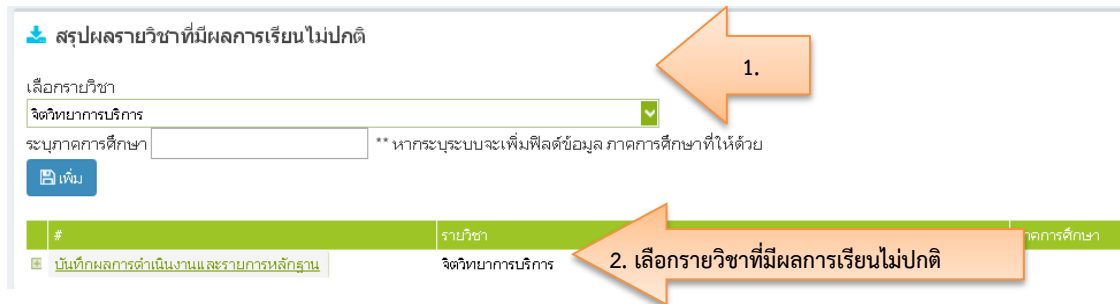 สรุปผลรายวิชาที่มีผลการเรียนไม่ปกติ
1.
เลือกรายวิชา
จิตวิทยาการบริการ
ระบุภาคการศึกษา ** หากระบุระบบจะเพิ่มฟิลด์ข้อมูล ภาคการศึกษาที่ให้ด้วย
เพิ่ม
# รายวิชา าคการศึกษา
บันทึกผลการดำเนินงานและรายการหลักฐาน จิตวิทยาการบริการ
2. เลือกรายวิชาที่มีผลการเรียนไม่ปกติ